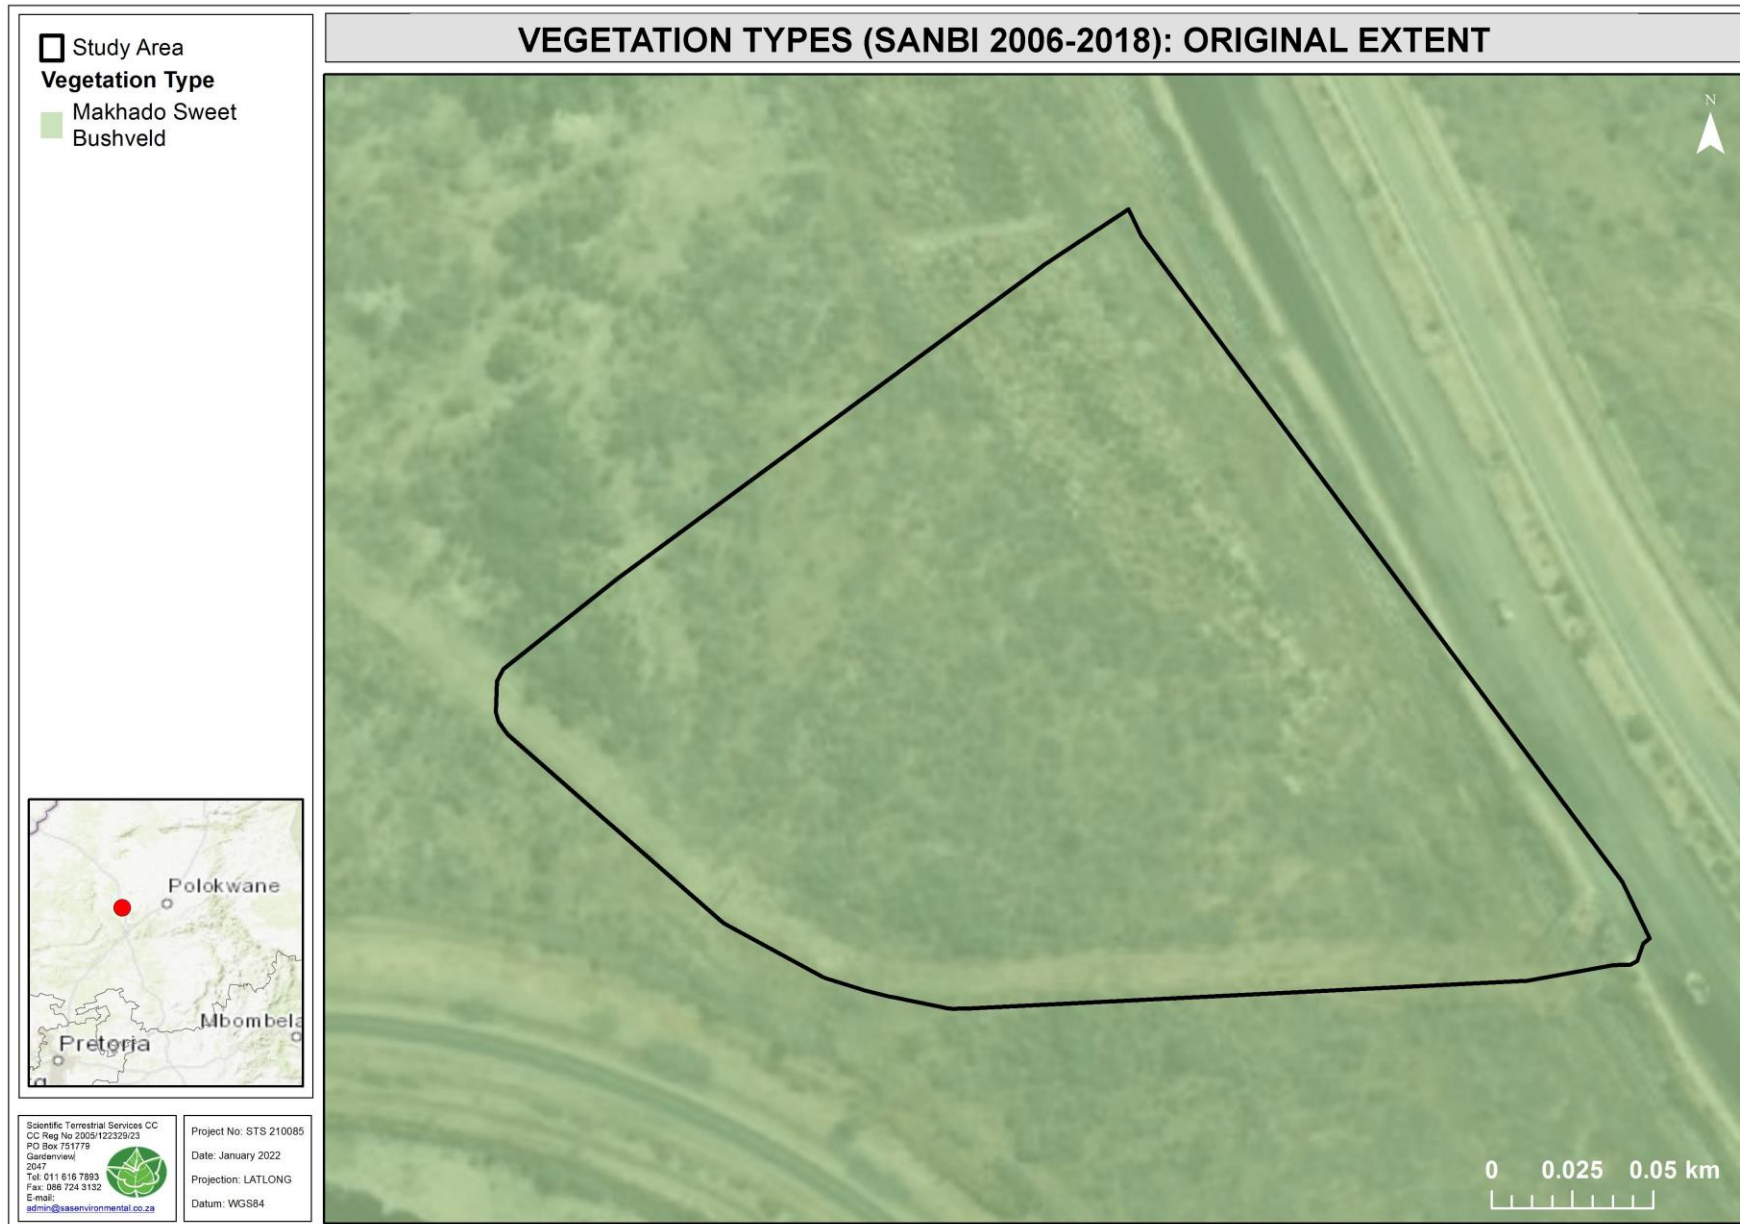 VEGETATION TYPES (SANBI 2006-2018): ORIGINAL EXTENT
Study Area
Vegetation Type
Makhado Sweet
Bushveld
N
Polokwane
Mbombela
Pretoria
Scientific Terrestrial Services CC
CC Reg No 2005/122329/23
PO Box 751779
Gardenview
2047
Tel: 011 616 7893
Fax: 086 724 3132
E-mail:
admin@sasenvironmental.co.za
Project No: STS 210085
Date: January 2022
Projection: LATLONG
Datum: WGS84
0 0.025 0.05 km